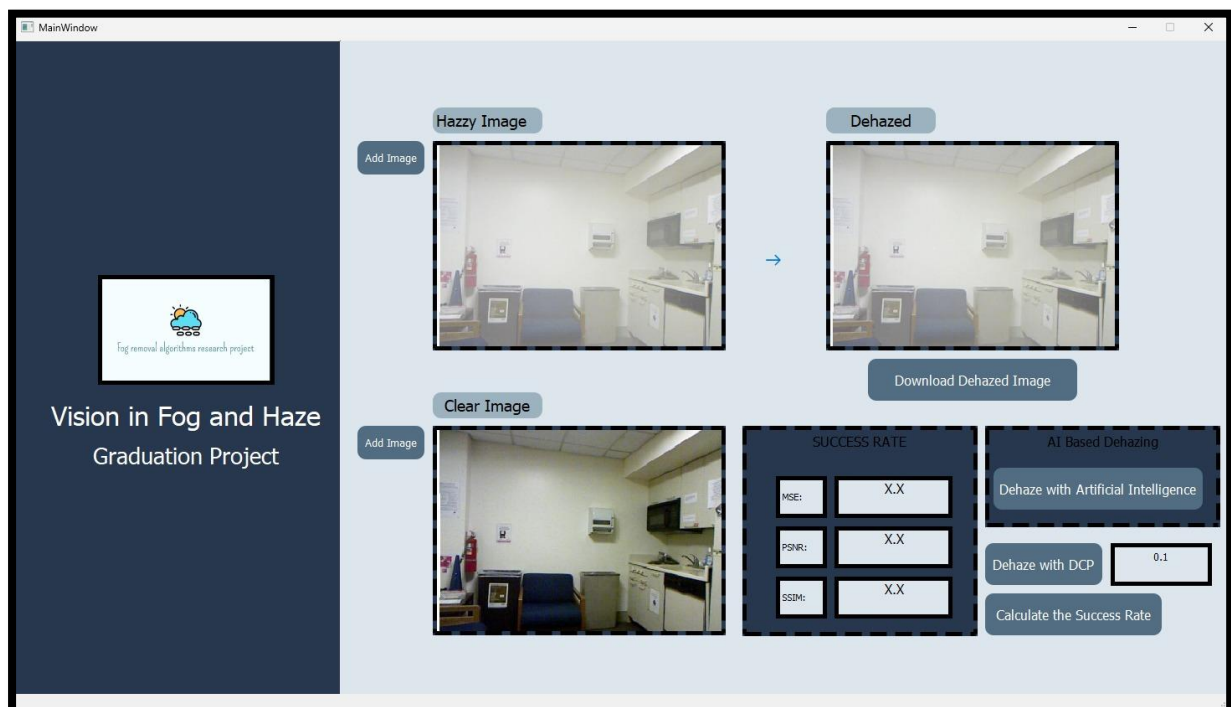 MainWindow
Hazzy Image
Dehazed
Add Image
Fog removal algorithms research project
Vision in Fog and Haze
Graduation Project
Download Dehazed Image
Clear Image
Add Image
SUCCESS RATE
MSE:
X.X
PSNR:
X.X
SSIM:
X.X
AI Based Dehazing
Dehaze with Artificial Intelligence
Dehaze with DCP
0.1
Calculate the Success Rate